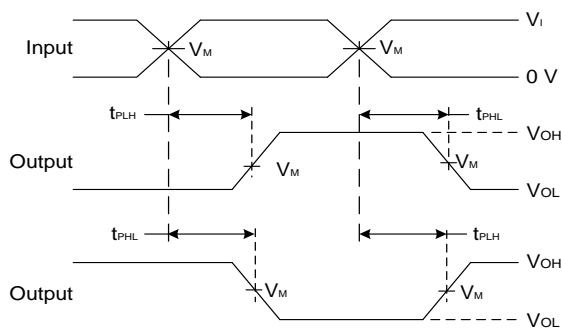 Vi
Input VM VM
0 V
tPLH tPHL
VOH
Output VM VM
VOL
tPHL tPLH
VOH
Output VM VM
VOL